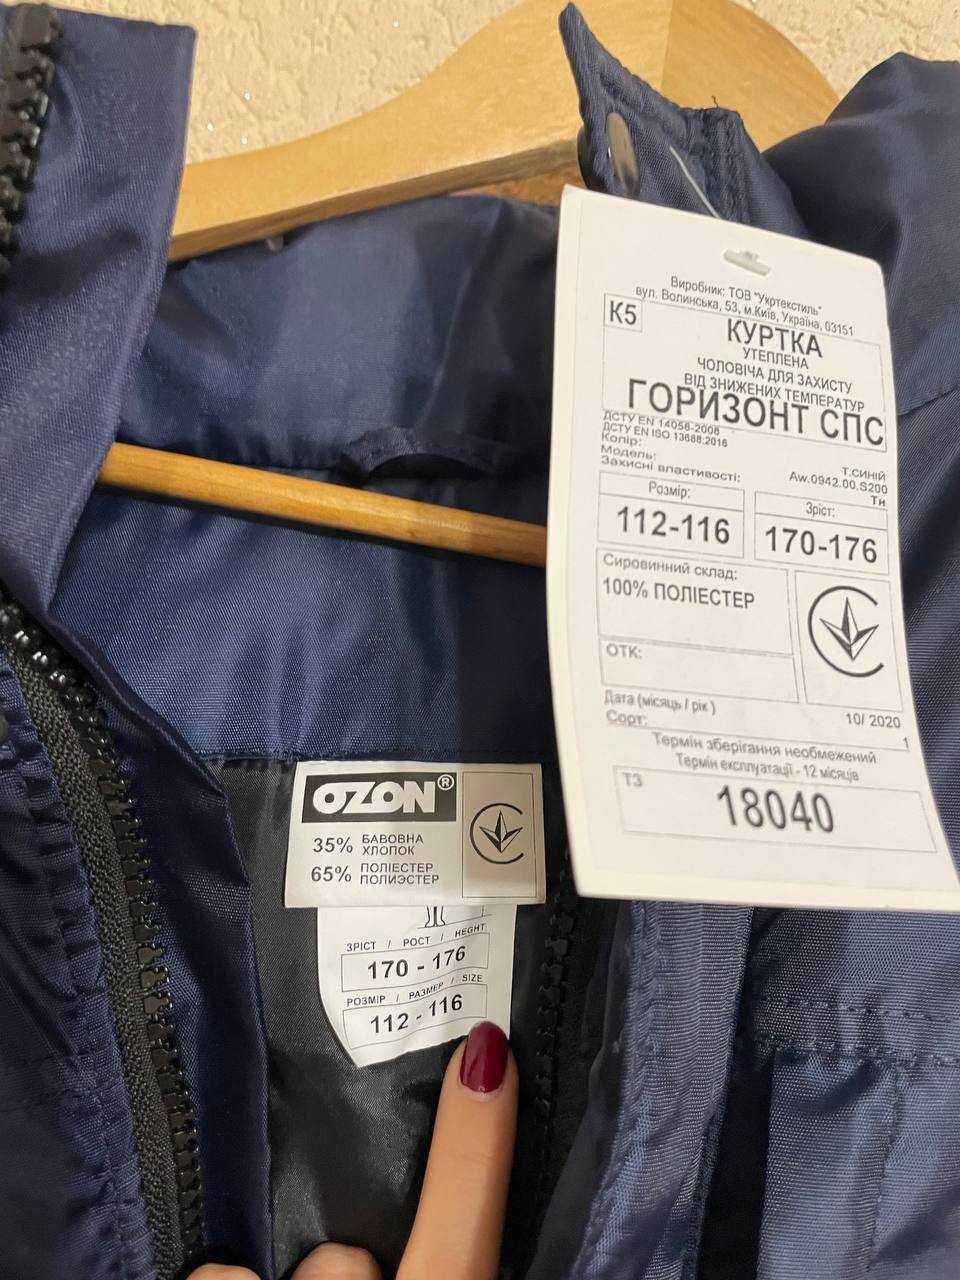 Виробник: ТОВ "Укртекстиль"
вул. Волинська, 53, м.Київ, Україна, 03151
К5
КУРТКА
УТЕПЛЕНА
ЧОЛОВІЧА ДЛЯ ЗАХИСТУ
ВІД ЗНИЖЕНИХ ТЕМПЕРАТУР
ГОРИЗОНТ СПС
ДСТУ EN 14058-2008
ДСТУ EN ISO 13688:2016
Колір: Т.СИНІЙ
Модель: Aw.0942.00.S200
Захисні властивості: Ти
Розмір: Зріст:
112-116 170-176
Сировинний склад:
100% ПОЛІЕСТЕР
ОТК:
Дата (місяць / рік ) 10/ 2020
Сорт: 1
Термін зберігання необмежений
Термін експлуатації - 12 місяців
ТЗ
18040
OZON®
35% БАВОВНА
ХЛОПОК
65% ПОЛІЕСТЕР
ПОЛИЭСТЕР
ЗРІСТ / РОСТ / HEGHT
170 - 176
РОЗМІР / РАЗМЕР / SIZE
112 - 116